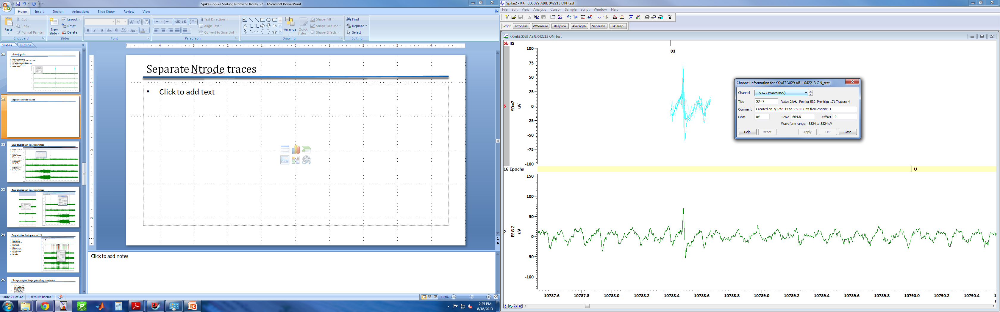 _Spike2-Spike Sorting Protocol_Korey_v2 - Microsoft PowerPoint
Home Insert Design Animations Slide Show Review View
Paste
Cut
Copy
Format Painter
Clipboard
New Slide
Layout
Reset
Delete
Slides
24
Font
Text Direction
Align Text
Convert to SmartArt
Paragraph
Arrange
Quick Styles
Shape Fill
Shape Outline
Shape Effects
Drawing
Find
Replace
Select
Editing
Slides Outline
20
Identify peaks
21
Separate Ntrode traces
22
Drug studies: set injection times
23
Drug studies: set injection times
24
Drug studies: histogram of IIS
25
Change in spike shape post-drug treatment
Separate Ntrode traces
• Click to add text
Click to add notes
Slide 21 of 42 "Default Theme" 119%
2:25 PM
8/18/2013
Spike2 - KKmEEG029 ABJL 042213 ON_test
File Edit View Analysis Cursor Sample Script Window Help
Script 4trodese WMeasure sleepsco AverageN Separate kkSleep
KKmEEG029 ABJL 042213 ON_test
5b IIS
03
100
75
50
25
0
-25
-50
-75
-100
5
SD=7
uV
16 Epochs
U
150
100
50
0
-50
-100
2
EEG 2
uV
10787.6 10787.8 10788.0 10788.2 10788.4 10788.6 10788.8 10789.0 10789.2 10789.4 10789.6 10789.8 10790.0 10790.2 10790.4 1
s
Channel information for KKmEEG029 ABJL 042213 ON_test
Channel 5 SD=7 (WaveMark)
Title SD=7 Rate: 2 kHz Points: 532 Pre-trig: 171 Traces: 4
Comment Created on 7/17/2013 at 8:56:07 PM from channel 1
Units uV Scale 664.8 Offset 0
Waveform range: -3324 to 3324 uV
Help Reset Apply OK Close